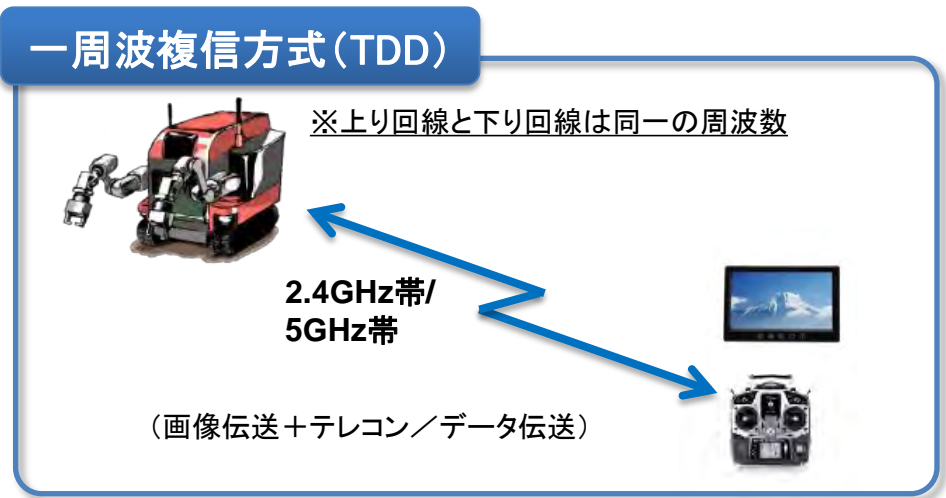 一周波複信方式（TDD）
※上り回線と下り回線は同一の周波数
2.4GHz帯/
5GHz帯
（画像伝送＋テレコン／データ伝送）